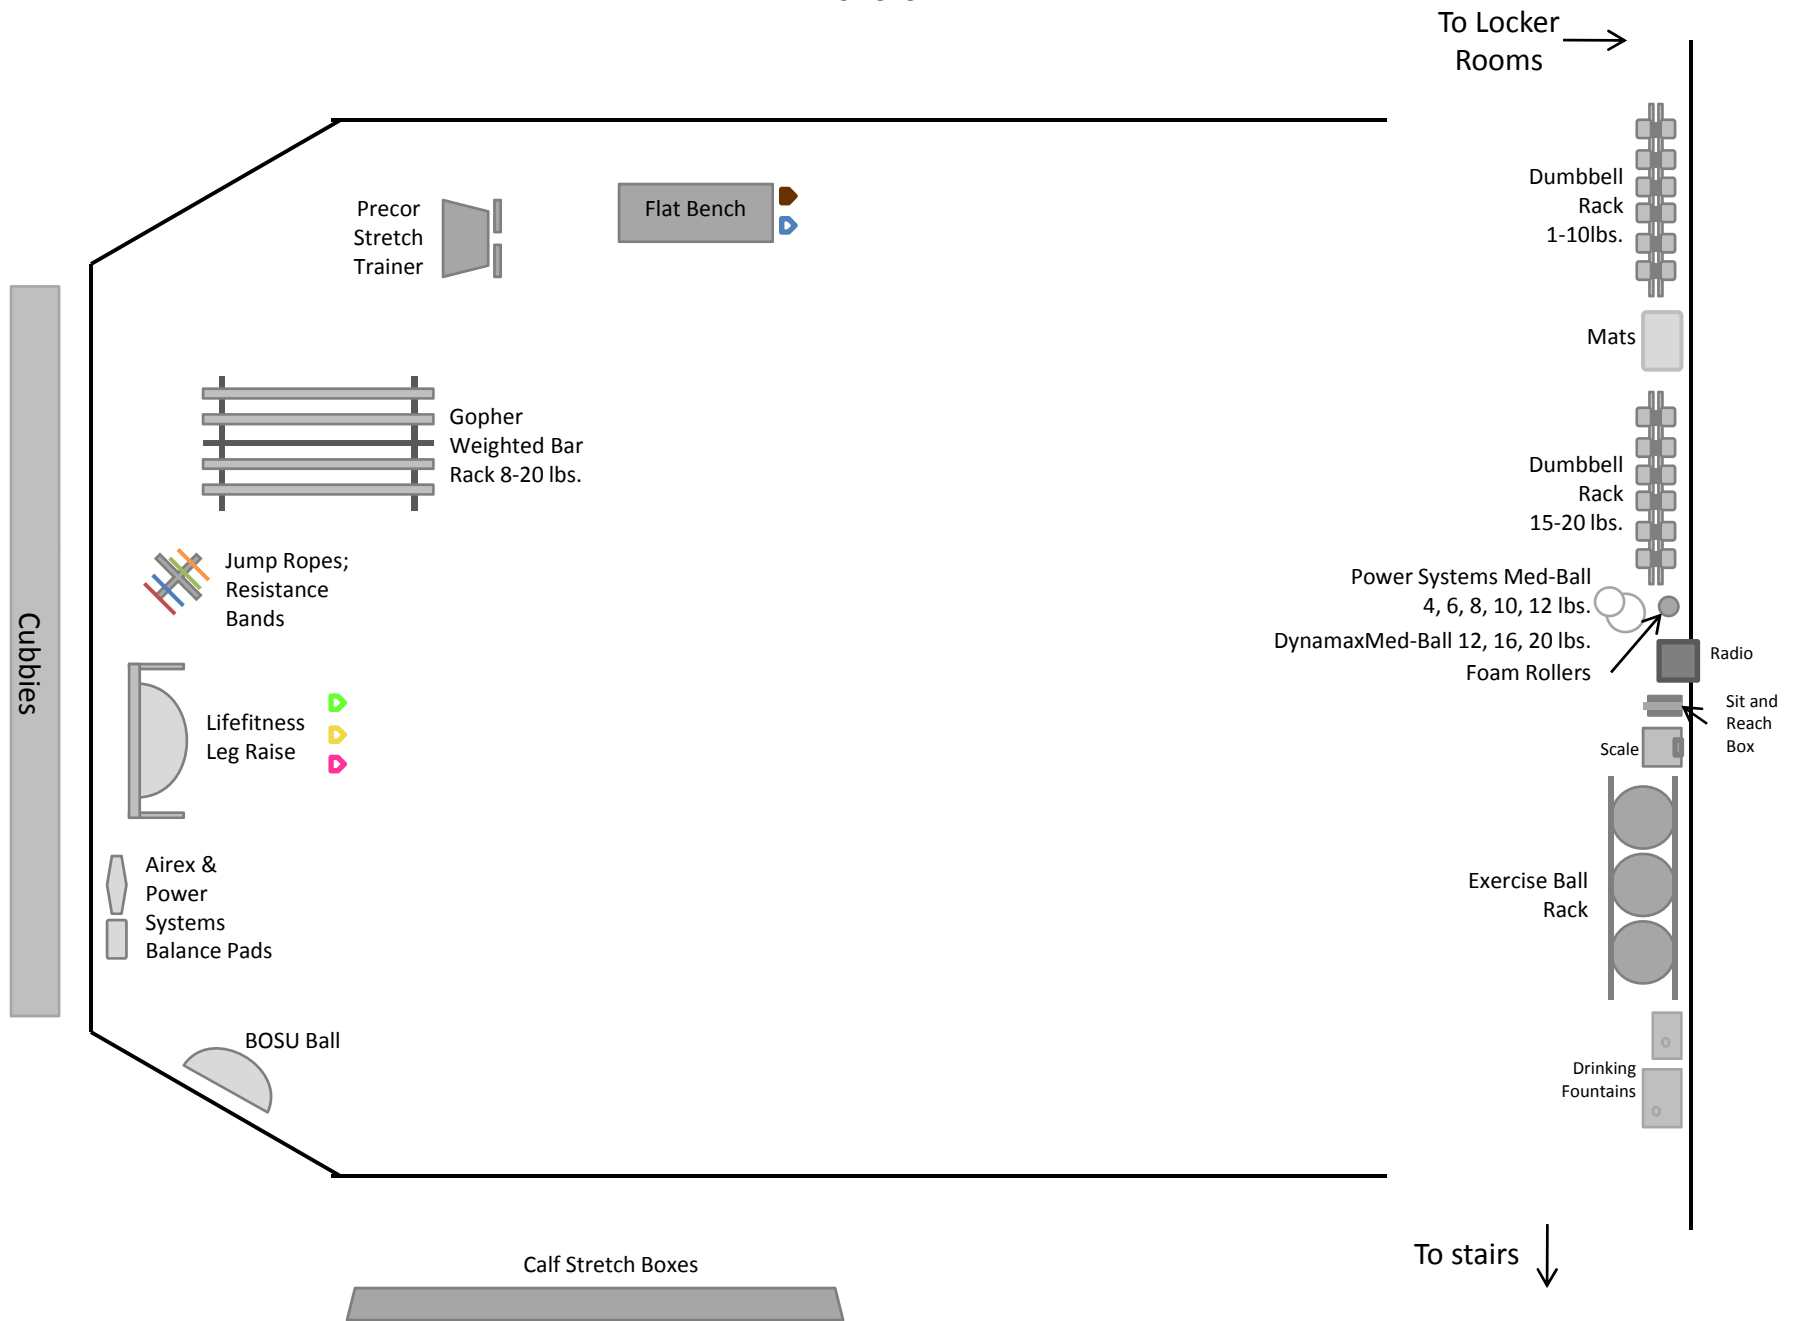 To Locker
Rooms
Dumbbell
Rack
1-10lbs.
Precor
Stretch
Trainer
Flat Bench
Mats
Gopher
Weighted Bar
Rack 8-20 lbs.
Dumbbell
Rack
15-20 lbs.
Jump Ropes;
Resistance
Bands
Power Systems Med-Ball
4, 6, 8, 10, 12 lbs.
DynamaxMed-Ball 12, 16, 20 lbs.
Foam Rollers
Radio
Cubbies
Lifefitness
Leg Raise
Sit and
Reach
Box
Scale
Airex &
Power
Systems
Balance Pads
Exercise Ball
Rack
BOSU Ball
Drinking
Fountains
To stairs
Calf Stretch Boxes